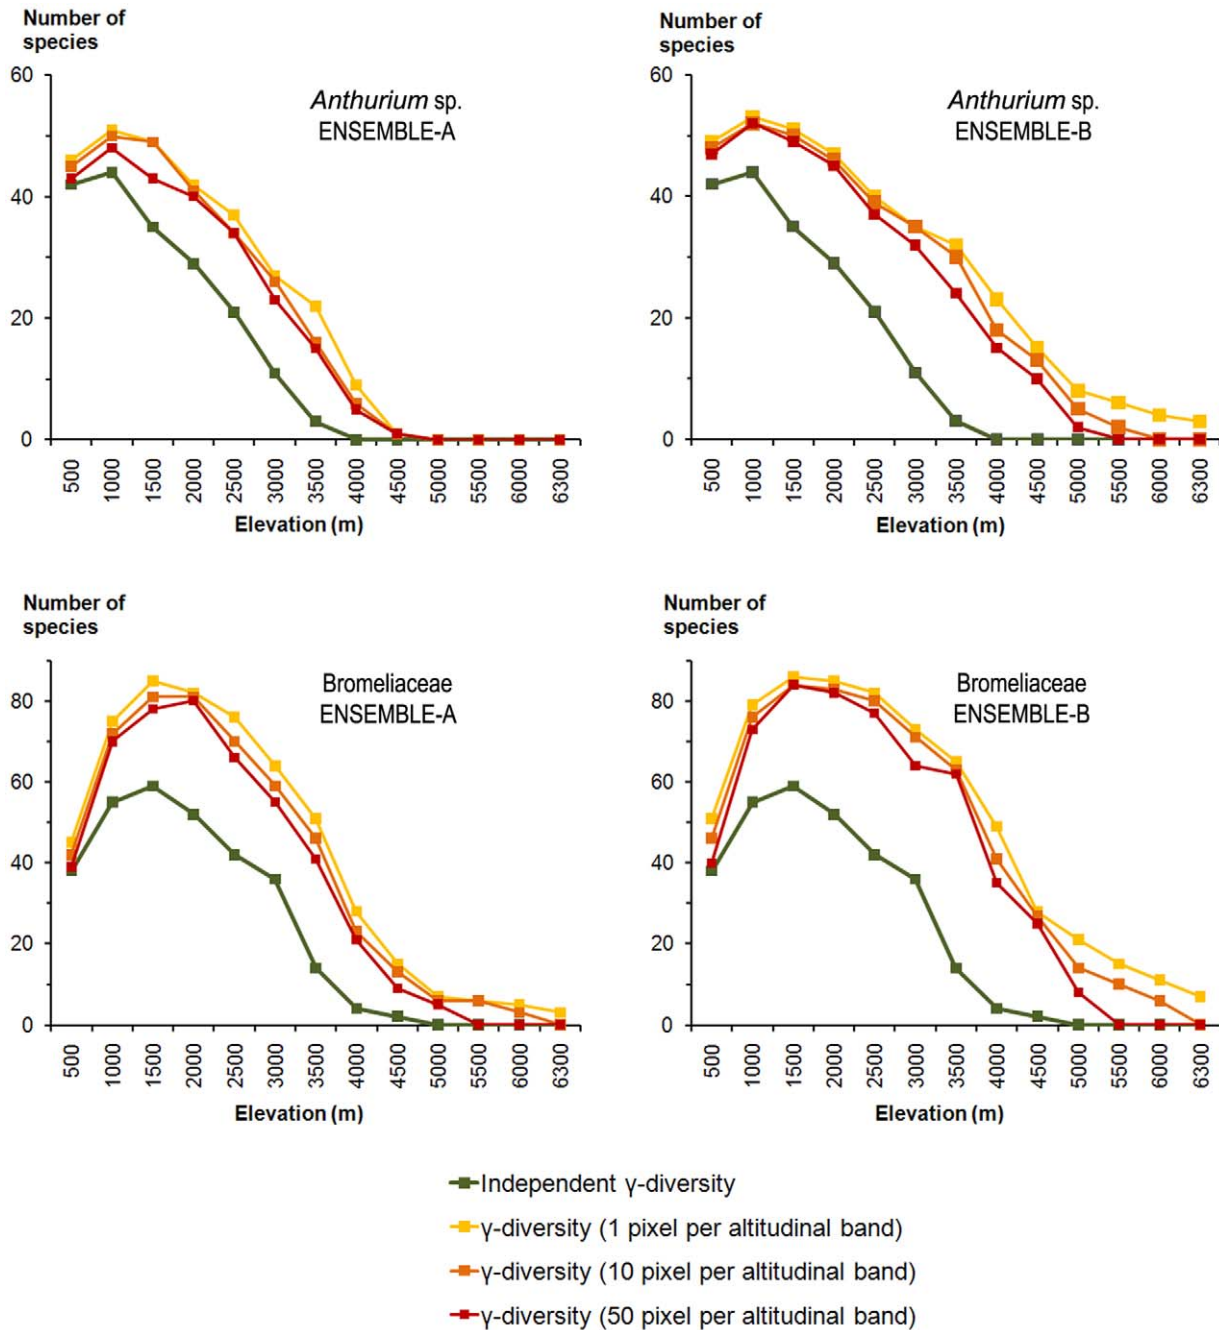 Number of
species
Anthurium sp.
ENSEMBLE-A
60
40
20
0
500
1000
1500
2000
2500
3000
3500
4000
4500
5000
5500
6000
6300
Elevation (m)
Number of
species
Anthurium sp.
ENSEMBLE-B
60
40
20
0
500
1000
1500
2000
2500
3000
3500
4000
4500
5000
5500
6000
6300
Elevation (m)
Number of
species
Bromeliaceae
ENSEMBLE-A
80
60
40
20
0
500
1000
1500
2000
2500
3000
3500
4000
4500
5000
5500
6000
6300
Elevation (m)
Number of
species
Bromeliaceae
ENSEMBLE-B
80
60
40
20
0
500
1000
1500
2000
2500
3000
3500
4000
4500
5000
5500
6000
6300
Elevation (m)
Independent γ-diversity
γ-diversity (1 pixel per altitudinal band)
γ-diversity (10 pixel per altitudinal band)
γ-diversity (50 pixel per altitudinal band)